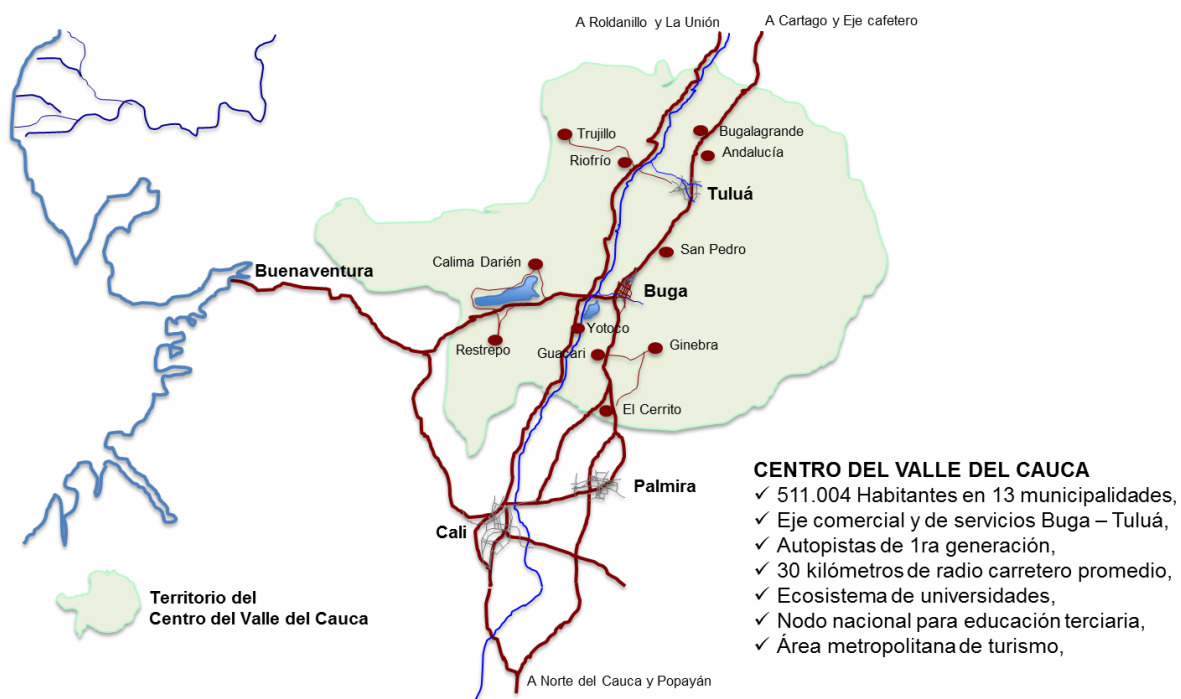 A Roldanillo y La Unión
A Cartago y Eje cafetero
Trujillo
Bugalagrande
Riofrío
Andalucía
Tuluá
San Pedro
Calima Darién
Buenaventura
Buga
Yotoco
Restrepo
Guacari
Ginebra
El Cerrito
Palmira
Cali
Territorio del
Centro del Valle del Cauca
A Norte del Cauca y Popayán
CENTRO DEL VALLE DEL CAUCA
✓ 511.004 Habitantes en 13 municipalidades,
✓ Eje comercial y de servicios Buga – Tuluá,
✓ Autopistas de 1ra generación,
✓ 30 kilómetros de radio carretero promedio,
✓ Ecosistema de universidades,
✓ Nodo nacional para educación terciaria,
✓ Área metropolitana de turismo,